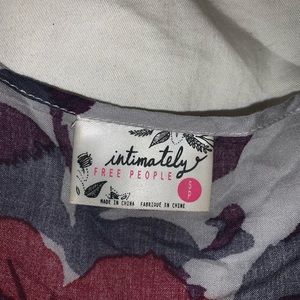 intimately
FREE PEOPLE
S
P
MADE IN CHINA FABRIQUÉ EN CHINE